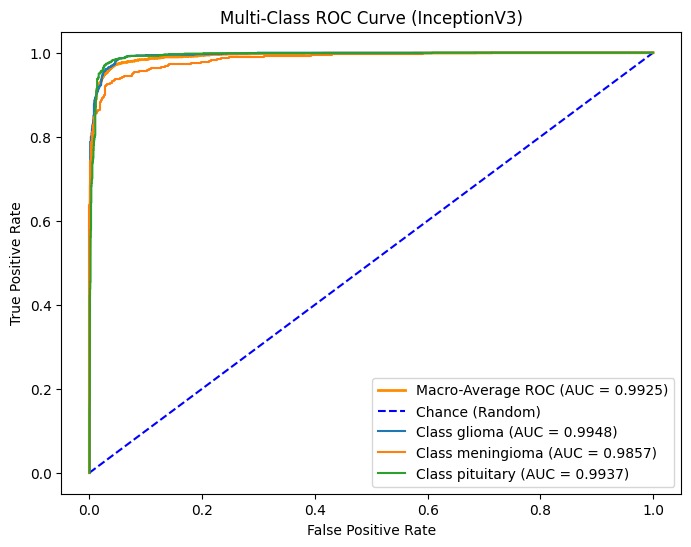 Multi-Class ROC Curve (InceptionV3)
True Positive Rate
1.0
0.8
0.6
0.4
0.2
0.0
Macro-Average ROC (AUC = 0.9925)
Chance (Random)
Class glioma (AUC = 0.9948)
Class meningioma (AUC = 0.9857)
Class pituitary (AUC = 0.9937)
0.0 0.2 0.4 0.6 0.8 1.0
False Positive Rate